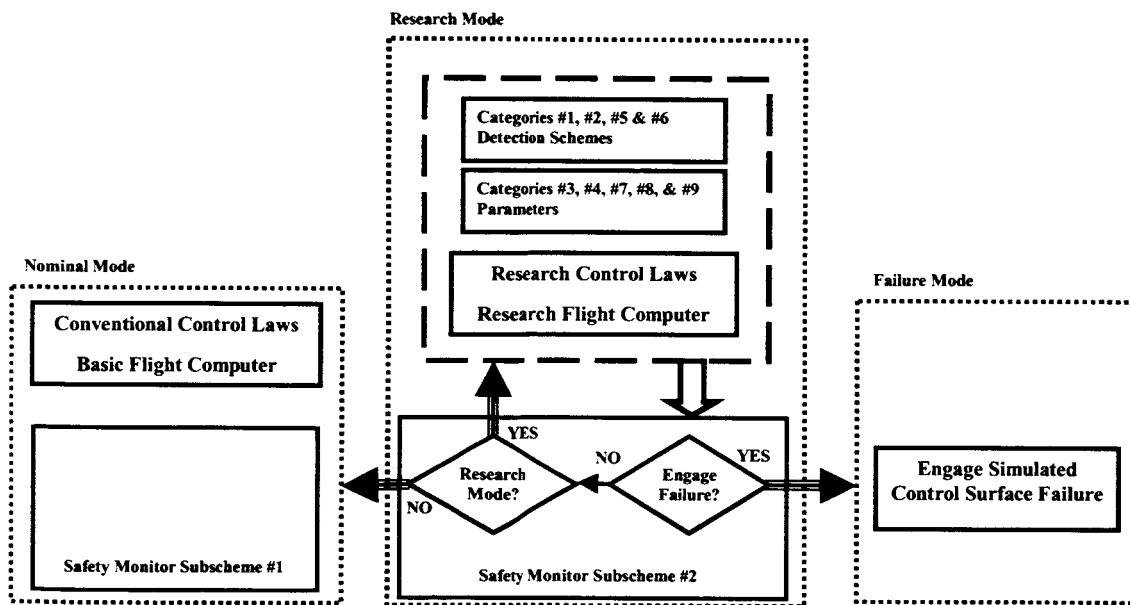 Research Mode
Categories #1, #2, #5 & #6
Detection Schemes
Categories #3, #4, #7, #8, & #9
Parameters
Research Control Laws
Research Flight Computer
Nominal Mode
Conventional Control Laws
Basic Flight Computer
Safety Monitor Subscheme #1
YES
Research
Mode?
NO
NO
Engage
Failure?
YES
Safety Monitor Subscheme #2
Failure Mode
Engage Simulated
Control Surface Failure